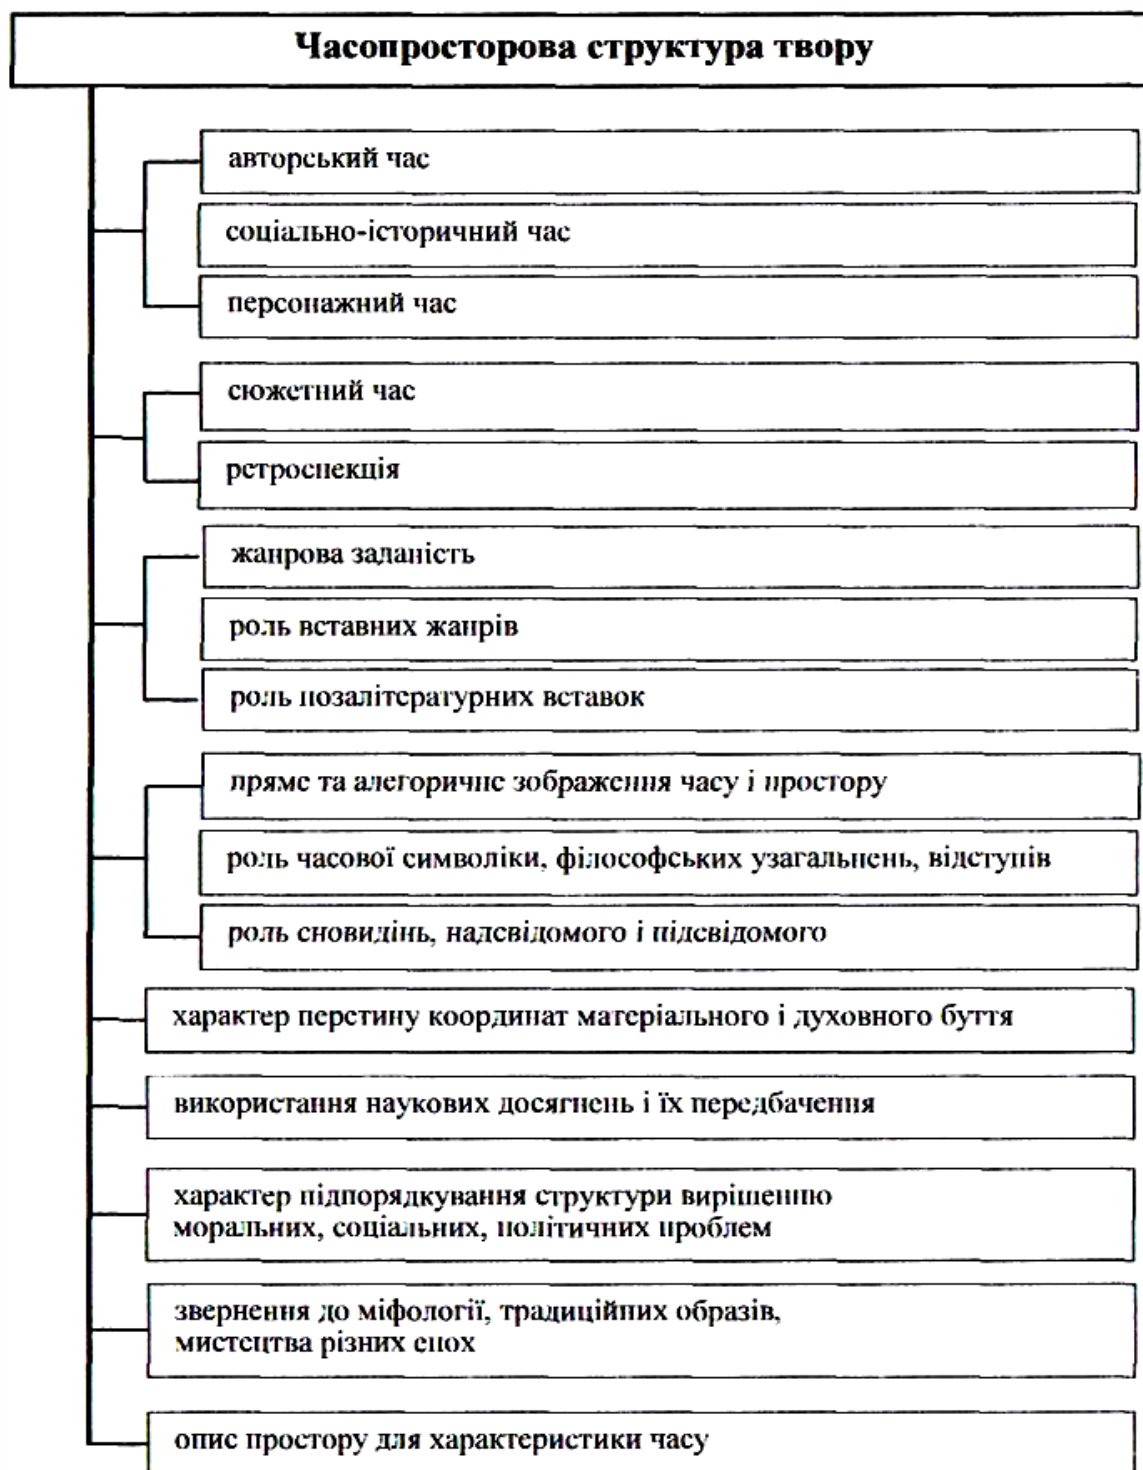 Часопросторова структура твору
авторський час
соціально-історичний час
персонажний час
сюжетний час
ретроспекція
жанрова заданість
роль вставних жанрів
роль позалітературних вставок
пряме та алегоричне зображення часу і простору
роль часової символіки, філософських узагальнень, відступів
роль сновидінь, надсвідомого і підсвідомого
характер перетину координат матеріального і духовного буття
використання наукових досягнень і їх передбачення
характер підпорядкування структури вирішенню
моральних, соціальних, політичних проблем
звернення до міфології, традиційних образів,
мистецтва різних епох
опис простору для характеристики часу